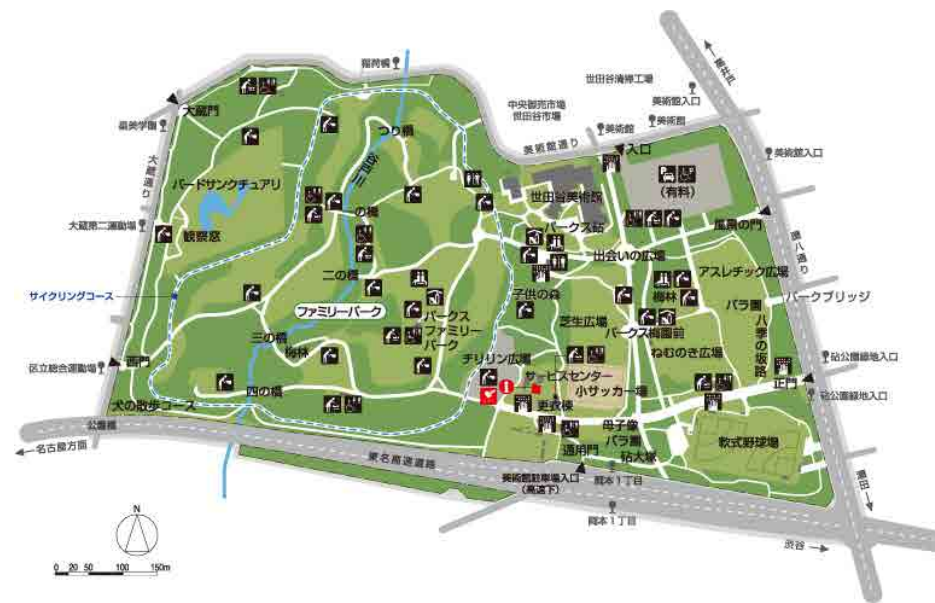 稲荷橋
世田谷清掃工場
美術館入口
中央卸売市場
世田谷市場
美術館
美術館
美術館通り
入口
美術館入口
大蔵門
大蔵通り
つり橋
谷戸川
バードサンクチュアリ
世田谷美術館
P
(有料)
一の橋
パークス站
風景の門
環八通り
大蔵第二運動場
観察窓
出会いの広場
二の橋
アスレチック広場
サイクリングコース
子供の森
梅林
バラ園
パークブリッジ
ファミリーパーク
パークス
ファミリー
パーク
芝生広場
パークス梅園前
八季の坂路
三の橋
梅林
チリリン広場
ねむのき広場
砧公園緑地入口
西門
区立総合運動場
サービスセンター
小サッカー場
正門
四の橋
犬の散歩コース
更衣棟
砧公園緑地入口
公園橋
母子像
バラ園
砧大塚
軟式野球場
名古屋方面
東名高速道路
通用門
美術館駐車場入口
(高速下)
岡本1丁目
岡本1丁目
渋谷
N
0 20 50 100 150m